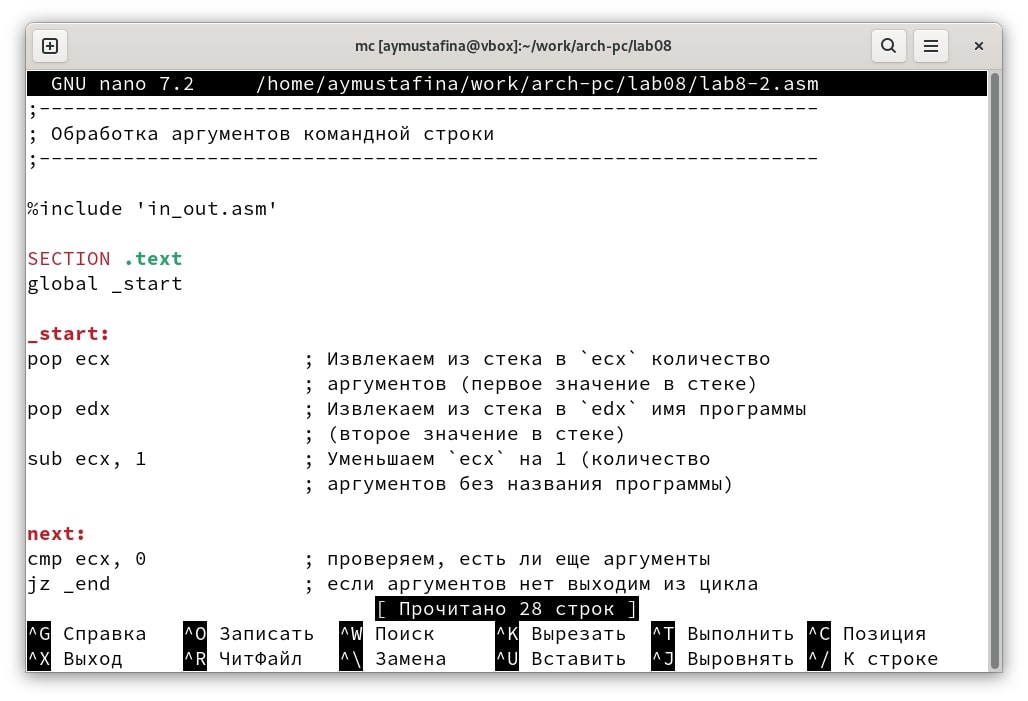 mc [aymustafina@vbox]:~/work/arch-pc/lab08
GNU nano 7.2 /home/aymustafina/work/arch-pc/lab08/lab8-2.asm
;-----------------------------------------------------------------
; Обработка аргументов командной строки
;-----------------------------------------------------------------
%include 'in_out.asm'
SECTION .text
global _start
_start:
pop ecx ; Извлекаем из стека в `ecx` количество
; аргументов (первое значение в стеке)
pop edx ; Извлекаем из стека в `edx` имя программы
; (второе значение в стеке)
sub ecx, 1 ; Уменьшаем `ecx` на 1 (количество
; аргументов без названия программы)
next:
cmp ecx, 0 ; проверяем, есть ли еще аргументы
jz _end ; если аргументов нет выходим из цикла
[ Прочитано 28 строк ]
^G Справка ^O Записать ^W Поиск ^K Вырезать ^T Выполнить ^C Позиция
^X Выход ^R ЧитФайл ^\ Замена ^U Вставить ^J Выровнять ^/ К строке